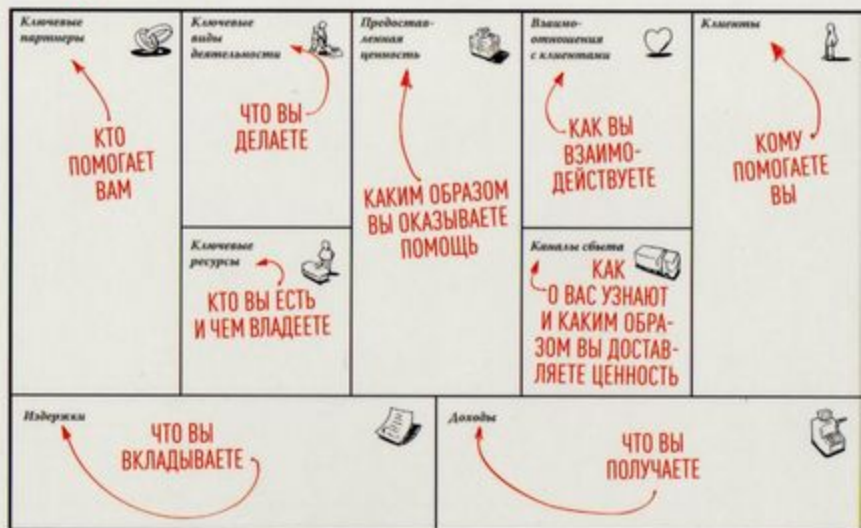 Ключевые
партнеры
КТО
ПОМОГАЕТ
ВАМ
Ключевые
виды
деятельности
ЧТО ВЫ
ДЕЛАЕТЕ
Ключевые
ресурсы
КТО ВЫ ЕСТЬ
И ЧЕМ ВЛАДЕЕТЕ
Предостав-
ленная
ценность
КАКИМ ОБРАЗОМ
ВЫ ОКАЗЫВАЕТЕ
ПОМОЩЬ
Взаимо-
отношения
с клиентами
КАК ВЫ
ВЗАИМО-
ДЕЙСТВУЕТЕ
Каналы сбыта
КАК
О ВАС УЗНАЮТ
И КАКИМ ОБРА-
ЗОМ ВЫ ДОСТАВ-
ЛЯЕТЕ ЦЕННОСТЬ
Клиенты
КОМУ
ПОМОГАЕТЕ
ВЫ
Издержки
ЧТО ВЫ
ВКЛАДЫВАЕТЕ
Доходы
ЧТО ВЫ
ПОЛУЧАЕТЕ